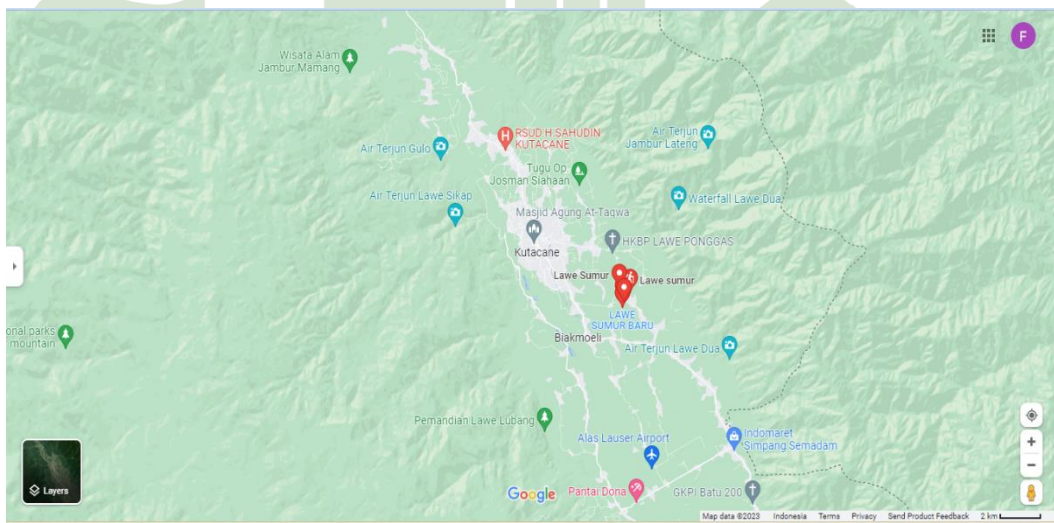 F
Wisata Alam
Jambur Mamang
H
RSUD H SAHUDIN
KUTACANE
Air Terjun
Jambur Lateng
Air Terjun Gulo
Tugu Op.
Josman Siahaan
Air Terjun Lawe Sikap
Waterfall Lawe Dua
Masjid Agung At-Taqwa
HKBP LAWE PONGGAS
Kutacane
Lawe Sumur
Lawe sumur
LAWE
SUMUR BARU
onal parks
mountain
Biakmoeli
Air Terjun Lawe Dua
Pemandian Lawe Lubang
Alas Lauser Airport
Indomaret
Simpang Semadam
Layers
Google
Pantai Dona
GKPI Batu 200
Map data ©2023 Indonesia Terms Privacy Send Product Feedback 2 km